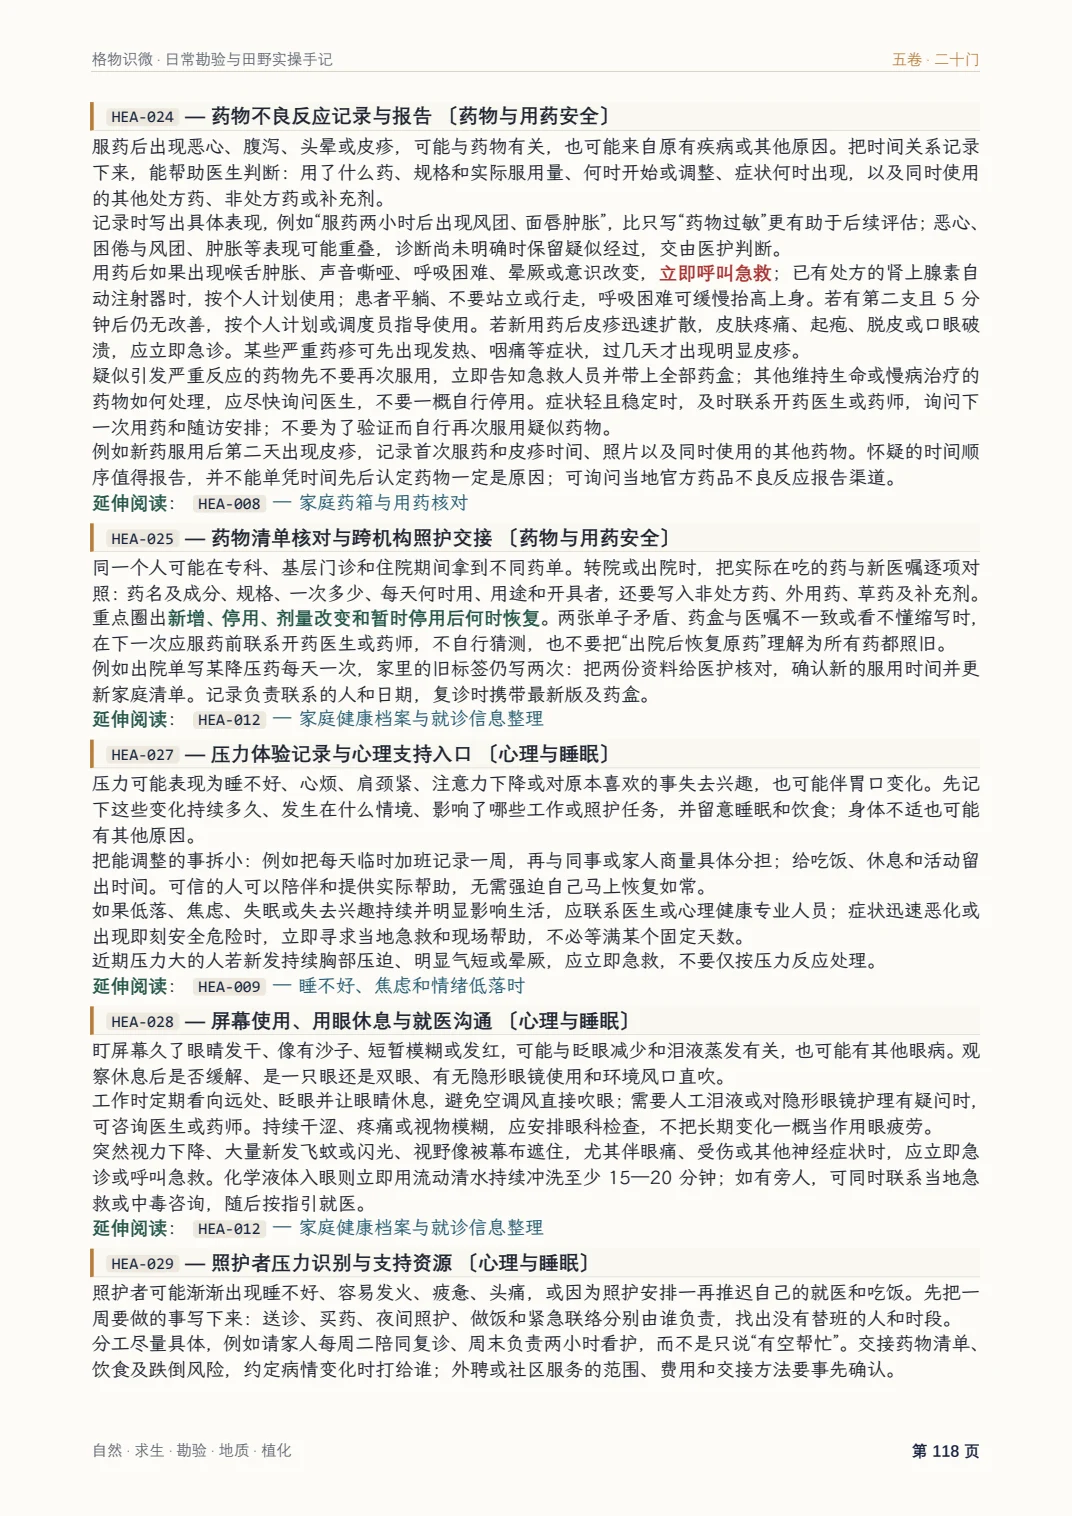 格物识微 · 日常勘验与田野实操手记
五卷 · 二十门
HEA-024 — 药物不良反应记录与报告 〔药物与用药安全〕
服药后出现恶心、腹泻、头晕或皮疹，可能与药物有关，也可能来自原有疾病或其他原因。把时间关系记录
下来，能帮助医生判断：用了什么药、规格和实际服用量、何时开始或调整、症状何时出现，以及同时使用
的其他处方药、非处方药或补充剂。
记录时写出具体表现，例如“服药两小时后出现风团、面唇肿胀”，比只写“药物过敏”更有助于后续评估；恶心、
困倦与风团、肿胀等表现可能重叠，诊断尚未明确时保留疑似经过，交由医护判断。
用药后如果出现喉舌肿胀、声音嘶哑、呼吸困难、晕厥或意识改变，立即呼叫急救；已有处方的肾上腺素自
动注射器时，按个人计划使用；患者平躺、不要站立或行走，呼吸困难可缓慢抬高上身。若有第二支且 5 分
钟后仍无改善，按个人计划或调度员指导使用。若新用药后皮疹迅速扩散，皮肤疼痛、起疱、脱皮或口眼破
溃，应立即急诊。某些严重药疹可先出现发热、咽痛等症状，过几天才出现明显皮疹。
疑似引发严重反应的药物先不要再次服用，立即告知急救人员并带上全部药盒；其他维持生命或慢病治疗的
药物如何处理，应尽快询问医生，不要一概自行停用。症状轻且稳定时，及时联系开药医生或药师，询问下
一次用药和随访安排；不要为了验证而自行再次服用疑似药物。
例如新药服用后第二天出现皮疹，记录首次服药和皮疹时间、照片以及同时使用的其他药物。怀疑的时间顺
序值得报告，并不能单凭时间先后认定药物一定是原因；可询问当地官方药品不良反应报告渠道。
延伸阅读： HEA-008 — 家庭药箱与用药核对
HEA-025 — 药物清单核对与跨机构照护交接 〔药物与用药安全〕
同一个人可能在专科、基层门诊和住院期间拿到不同药单。转院或出院时，把实际在吃的药与新医嘱逐项对
照：药名及成分、规格、一次多少、每天何时用、用途和开具者，还要写入非处方药、外用药、草药及补充剂。
重点圈出新增、停用、剂量改变和暂时停用后何时恢复。两张单子矛盾、药盒与医嘱不一致或看不懂缩写时，
在下一次应服药前联系开药医生或药师，不自行猜测，也不要把“出院后恢复原药”理解为所有药都照旧。
例如出院单写某降压药每天一次，家里的旧标签仍写两次：把两份资料给医护核对，确认新的服用时间并更
新家庭清单。记录负责联系的人和日期，复诊时携带最新版及药盒。
延伸阅读： HEA-012 — 家庭健康档案与就诊信息整理
HEA-027 — 压力体验记录与心理支持入口 〔心理与睡眠〕
压力可能表现为睡不好、心烦、肩颈紧、注意力下降或对原本喜欢的事失去兴趣，也可能伴胃口变化。先记
下这些变化持续多久、发生在什么情境、影响了哪些工作或照护任务，并留意睡眠和饮食；身体不适也可能
有其他原因。
把能调整的事拆小：例如把每天临时加班记录一周，再与同事或家人商量具体分担；给吃饭、休息和活动留
出时间。可信的人可以陪伴和提供实际帮助，无需强迫自己马上恢复如常。
如果低落、焦虑、失眠或失去兴趣持续并明显影响生活，应联系医生或心理健康专业人员；症状迅速恶化或
出现即刻安全危险时，立即寻求当地急救和现场帮助，不必等满某个固定天数。
近期压力大的人若新发持续胸部压迫、明显气短或晕厥，应立即急救，不要仅按压力反应处理。
延伸阅读： HEA-009 — 睡不好、焦虑和情绪低落时
HEA-028 — 屏幕使用、用眼休息与就医沟通 〔心理与睡眠〕
盯屏幕久了眼睛发干、像有沙子、短暂模糊或发红，可能与眨眼减少和泪液蒸发有关，也可能有其他眼病。观
察休息后是否缓解、是一只眼还是双眼、有无隐形眼镜使用和环境风口直吹。
工作时定期看向远处、眨眼并让眼睛休息，避免空调风直接吹眼；需要人工泪液或对隐形眼镜护理有疑问时，
可咨询医生或药师。持续干涩、疼痛或视物模糊，应安排眼科检查，不把长期变化一概当作用眼疲劳。
突然视力下降、大量新发飞蚊或闪光、视野像被幕布遮住，尤其伴眼痛、受伤或其他神经症状时，应立即急
诊或呼叫急救。化学液体入眼则立即用流动清水持续冲洗至少 15—20 分钟；如有旁人，可同时联系当地急
救或中毒咨询，随后按指引就医。
延伸阅读： HEA-012 — 家庭健康档案与就诊信息整理
HEA-029 — 照护者压力识别与支持资源 〔心理与睡眠〕
照护者可能渐渐出现睡不好、容易发火、疲惫、头痛，或因为照护安排一再推迟自己的就医和吃饭。先把一
周要做的事写下来：送诊、买药、夜间照护、做饭和紧急联络分别由谁负责，找出没有替班的人和时段。
分工尽量具体，例如请家人每周二陪同复诊、周末负责两小时看护，而不是只说“有空帮忙”。交接药物清单、
饮食及跌倒风险，约定病情变化时打给谁；外聘或社区服务的范围、费用和交接方法要事先确认。
自然 · 求生 · 勘验 · 地质 · 植化
第 118 页